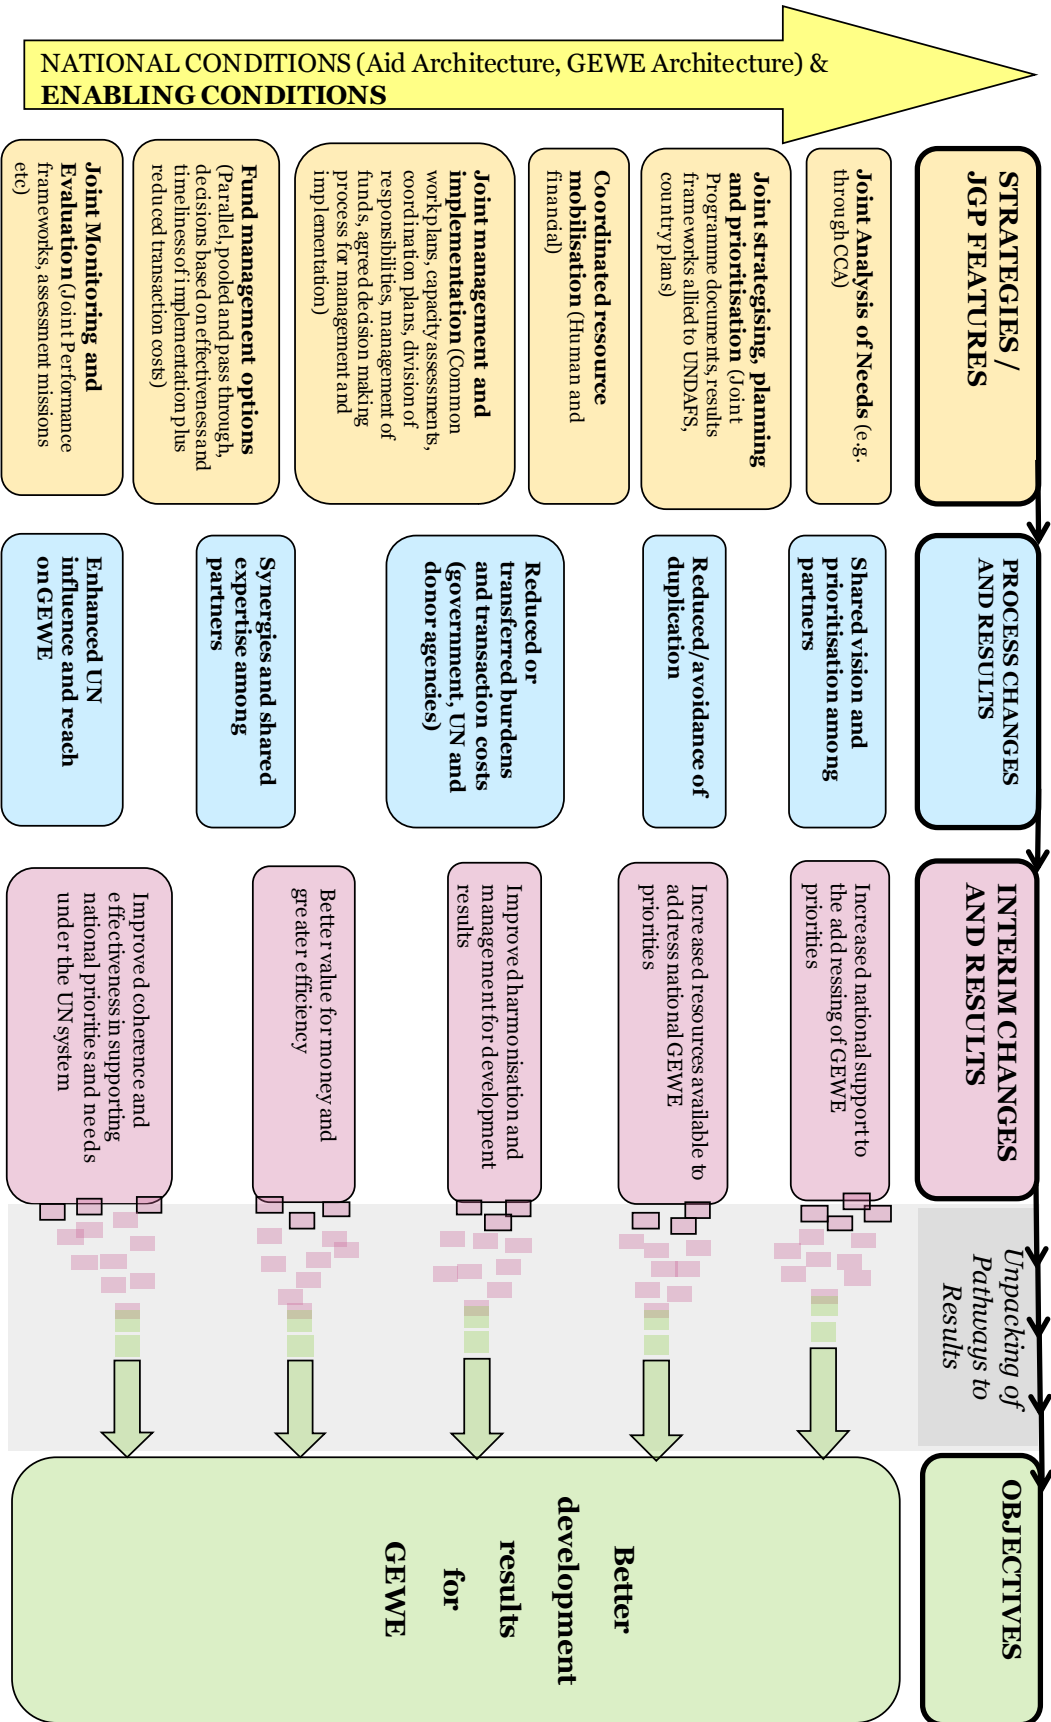 NATIONAL CONDITIONS (Aid Architecture, GEWE Architecture) &
ENABLING CONDITIONS
STRATEGIES /
JGP FEATURES
Joint Analysis of Needs (e.g.
through CCA)
Joint strategising, planning
and prioritisation (Joint
Programme documents, results
frameworks allied to UNDAFS,
country plans)
Coordinated resource
mobilisation (Human and
financial)
Joint management and
implementation (Common
workplans, capacity assessments,
coordination plans, division of
responsibilities, management of
funds, agreed decision making
process for management and
implementation)
Fund management options
(Parallel, pooled and pass through,
decisions based on effectiveness and
timeliness of implementation plus
reduced transaction costs)
Joint Monitoring and
Evaluation (Joint Performance
frameworks, assessment missions
etc)
PROCESS CHANGES
AND RESULTS
Shared vision and
prioritisation among
partners
Reduced/avoidance of
duplication
Reduced or
transferred burdens
and transaction costs
(government, UN and
donor agencies)
Synergies and shared
expertise among
partners
Enhanced UN
influence and reach
on GEWE
INTERIM CHANGES
AND RESULTS
Increased national support to
the addressing of GEWE
priorities
Increased resources available to
address national GEWE
priorities
Improved harmonisation and
management for development
results
Better value for money and
greater efficiency
Improved coherence and
effectiveness in supporting
national priorities and needs
under the UN system
Unpacking of
Pathways to
Results
OBJECTIVES
Better
development
results
for
GEWE